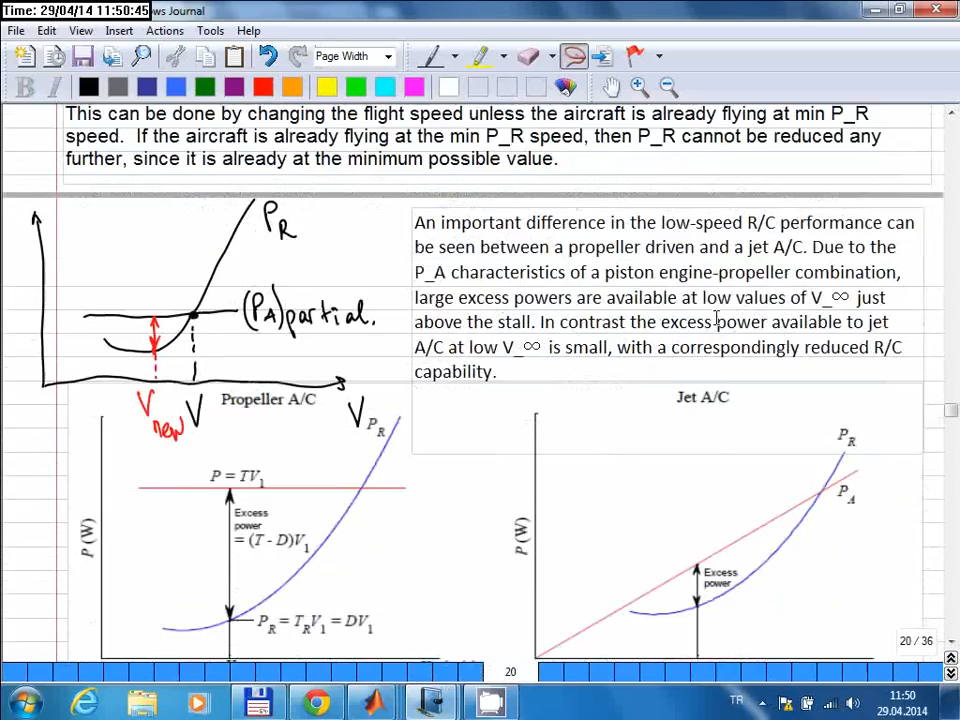 Time: 29/04/14 11:50:45
ows Journal
File Edit View Insert Actions Tools Help
Page Width
B I
This can be done by changing the flight speed unless the aircraft is already flying at min P_R
speed. If the aircraft is already flying at the min P_R speed, then P_R cannot be reduced any
further, since it is already at the minimum possible value.
P_R
(P_A)partial.
V_new
V
V
An important difference in the low-speed R/C performance can
be seen between a propeller driven and a jet A/C. Due to the
P_A characteristics of a piston engine-propeller combination,
large excess powers are available at low values of V_∞ just
above the stall. In contrast the excess power available to jet
A/C at low V_∞ is small, with a correspondingly reduced R/C
capability.
Propeller A/C
P_R
P = TV_1
Excess
power
= (T - D)V_1
P (W)
P_R = T_R V_1 = DV_1
Jet A/C
P_R
P_A
P (W)
Excess
power
20 / 36
20
TR
11:50
29.04.2014